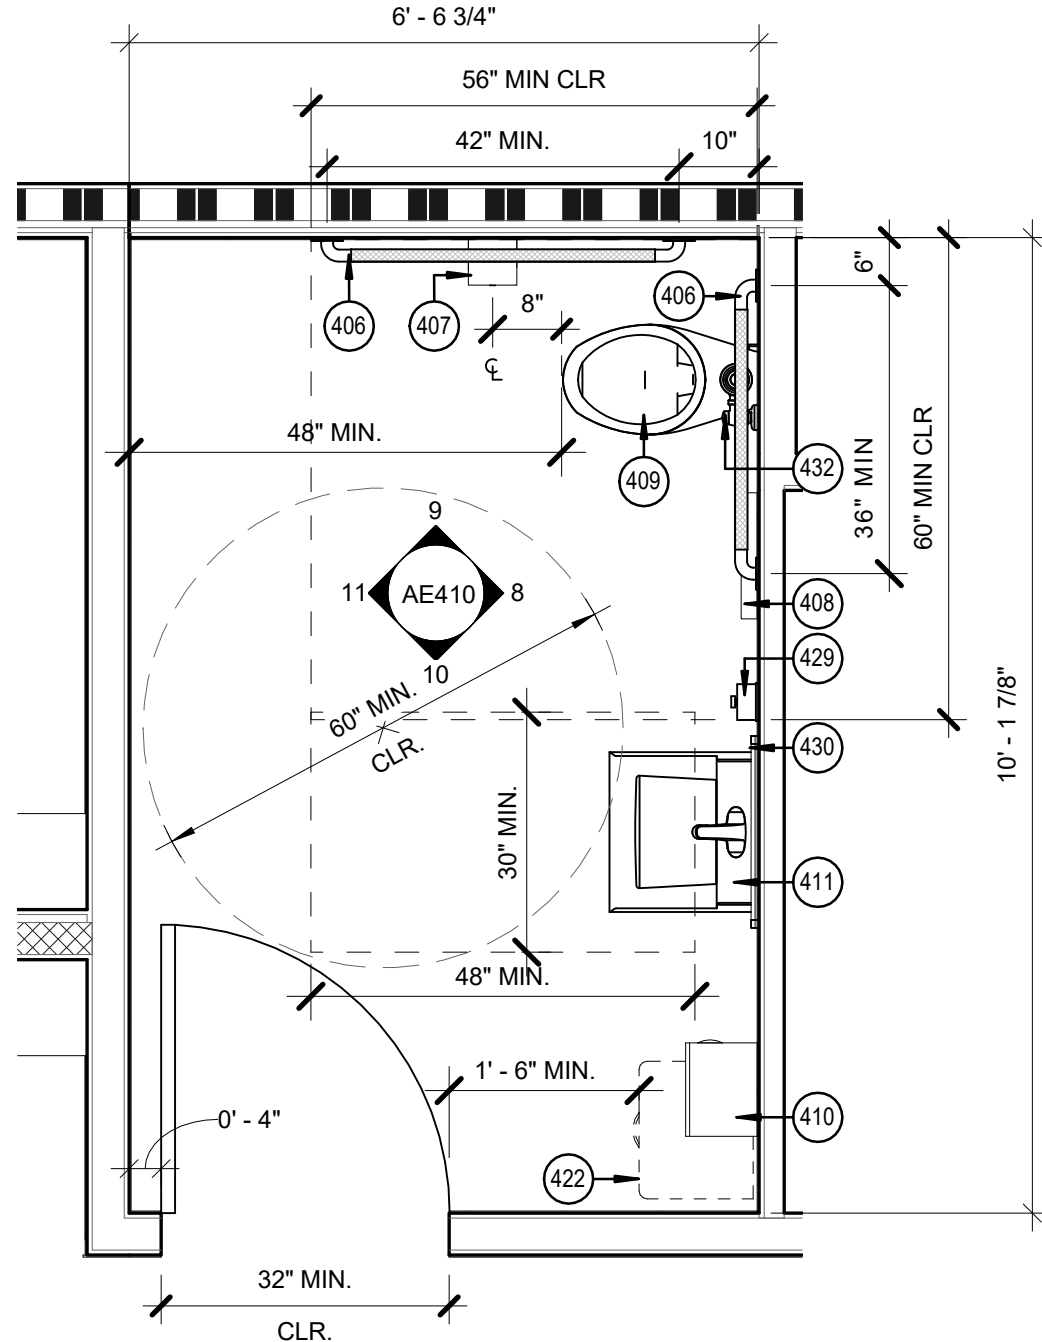 6' - 6 3/4"
56" MIN CLR
42" MIN.
10"
6"
406
407
8"
406
℄
48" MIN.
409
432
36" MIN
60" MIN CLR
9
11
AE410
8
10
408
429
60" MIN.
CLR.
430
10' - 1 7/8"
30" MIN.
411
48" MIN.
1' - 6" MIN.
0' - 4"
410
422
32" MIN.
CLR.